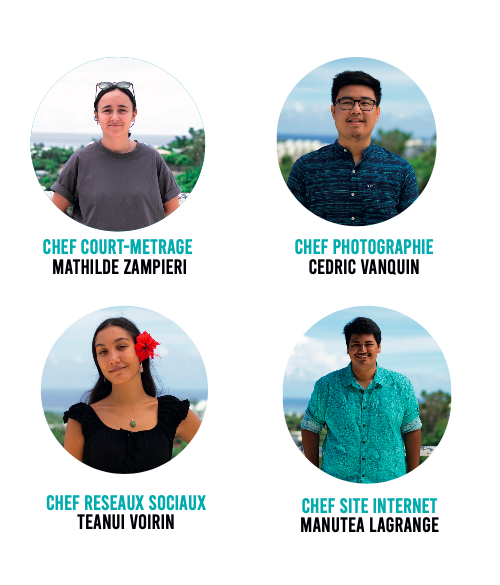 CHEF COURT-METRAGE
MATHILDE ZAMPIERI
CHEF PHOTOGRAPHIE
CEDRIC VANQUIN
CHEF RESEAUX SOCIAUX
TEANUI VOIRIN
CHEF SITE INTERNET
MANUTEA LAGRANGE